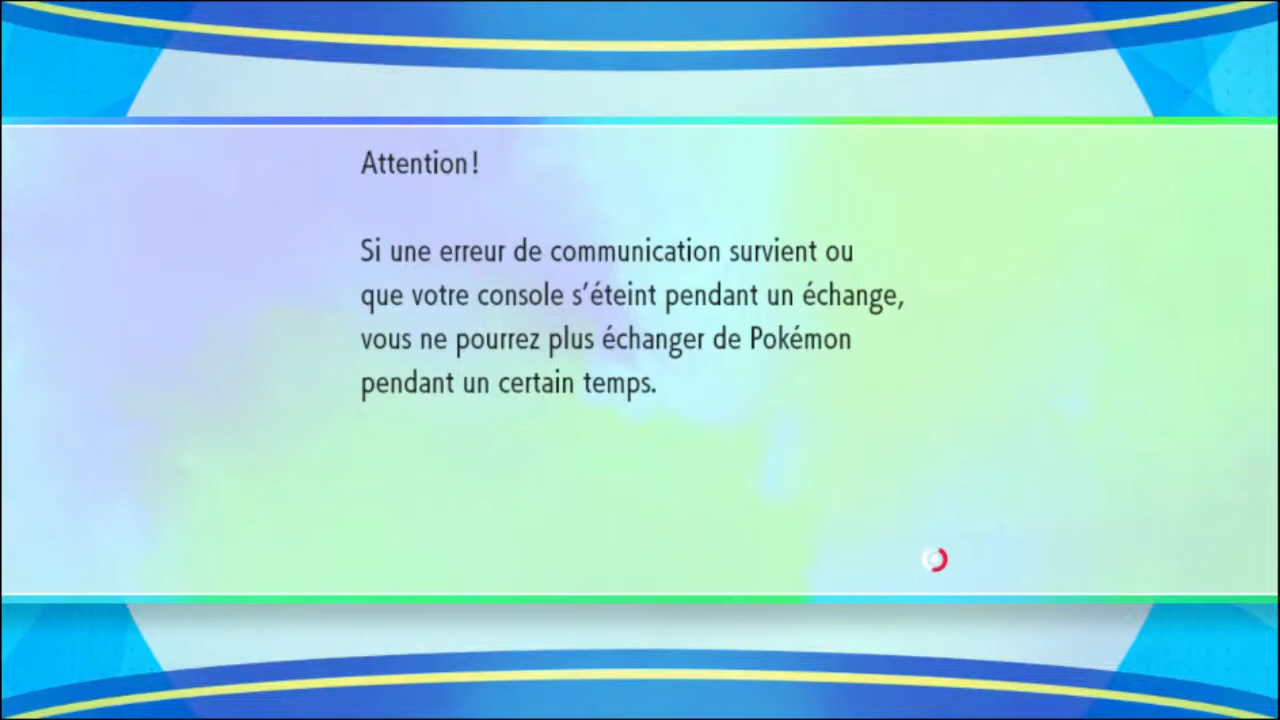 Attention !
Si une erreur de communication survient ou
que votre console s’éteint pendant un échange,
vous ne pourrez plus échanger de Pokémon
pendant un certain temps.